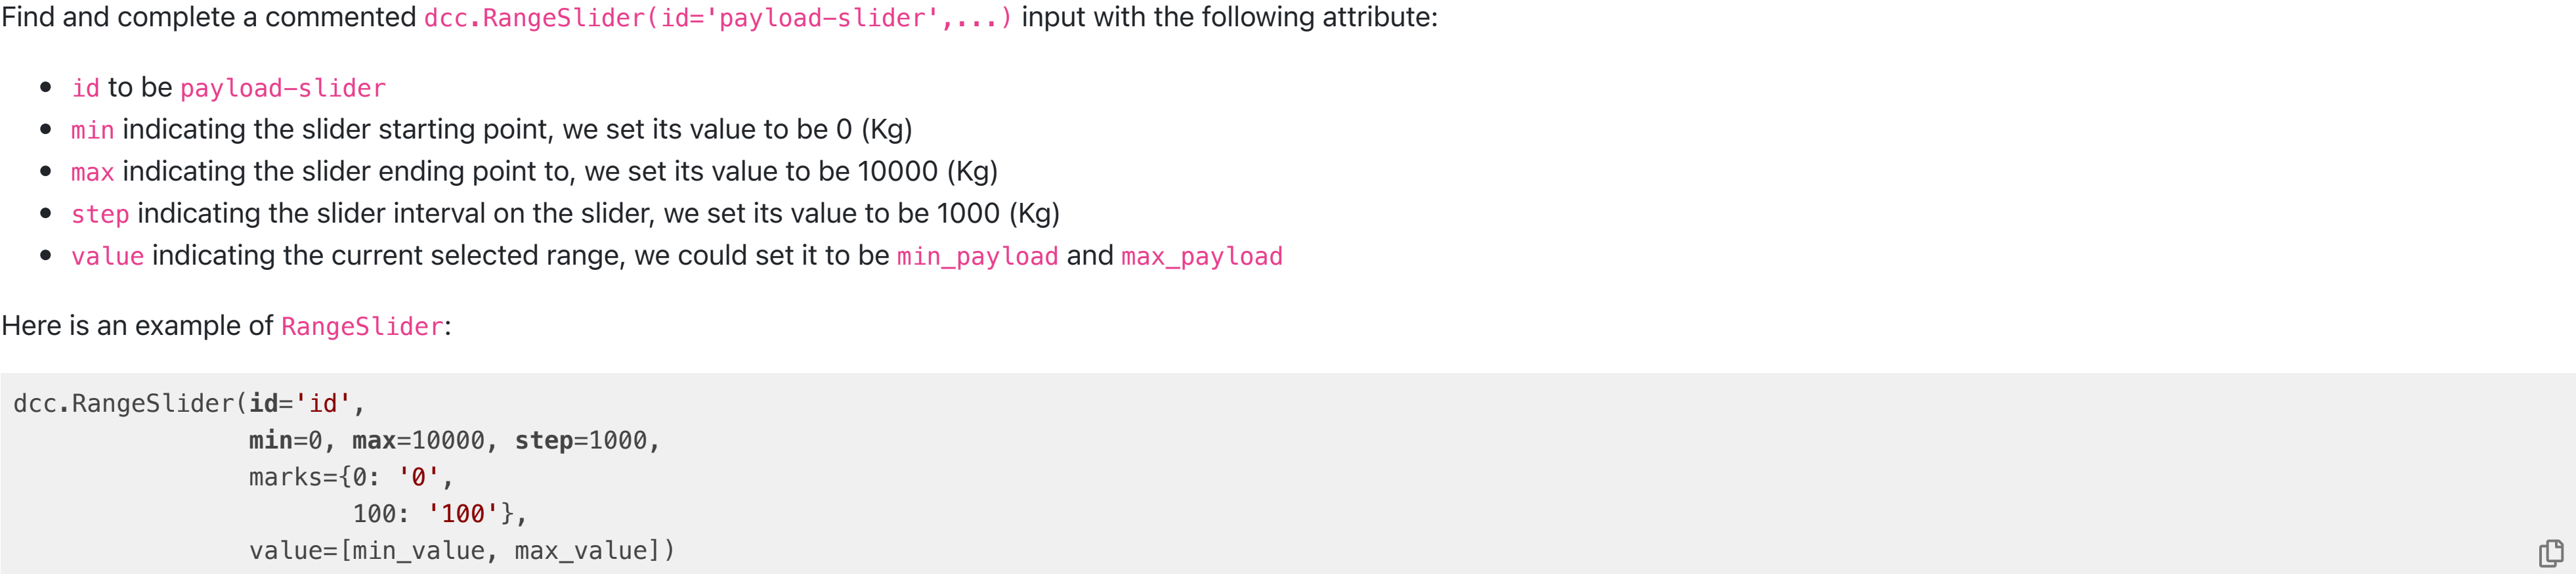 Find and complete a commented dcc.RangeSlider(id='payload-slider',...) input with the following attribute:
• id to be payload-slider
• min indicating the slider starting point, we set its value to be 0 (Kg)
• max indicating the slider ending point to, we set its value to be 10000 (Kg)
• step indicating the slider interval on the slider, we set its value to be 1000 (Kg)
• value indicating the current selected range, we could set it to be min_payload and max_payload
Here is an example of RangeSlider:
dcc.RangeSlider(id='id',
                min=0, max=10000, step=1000,
                marks={0: '0',
                       100: '100'},
                value=[min_value, max_value])